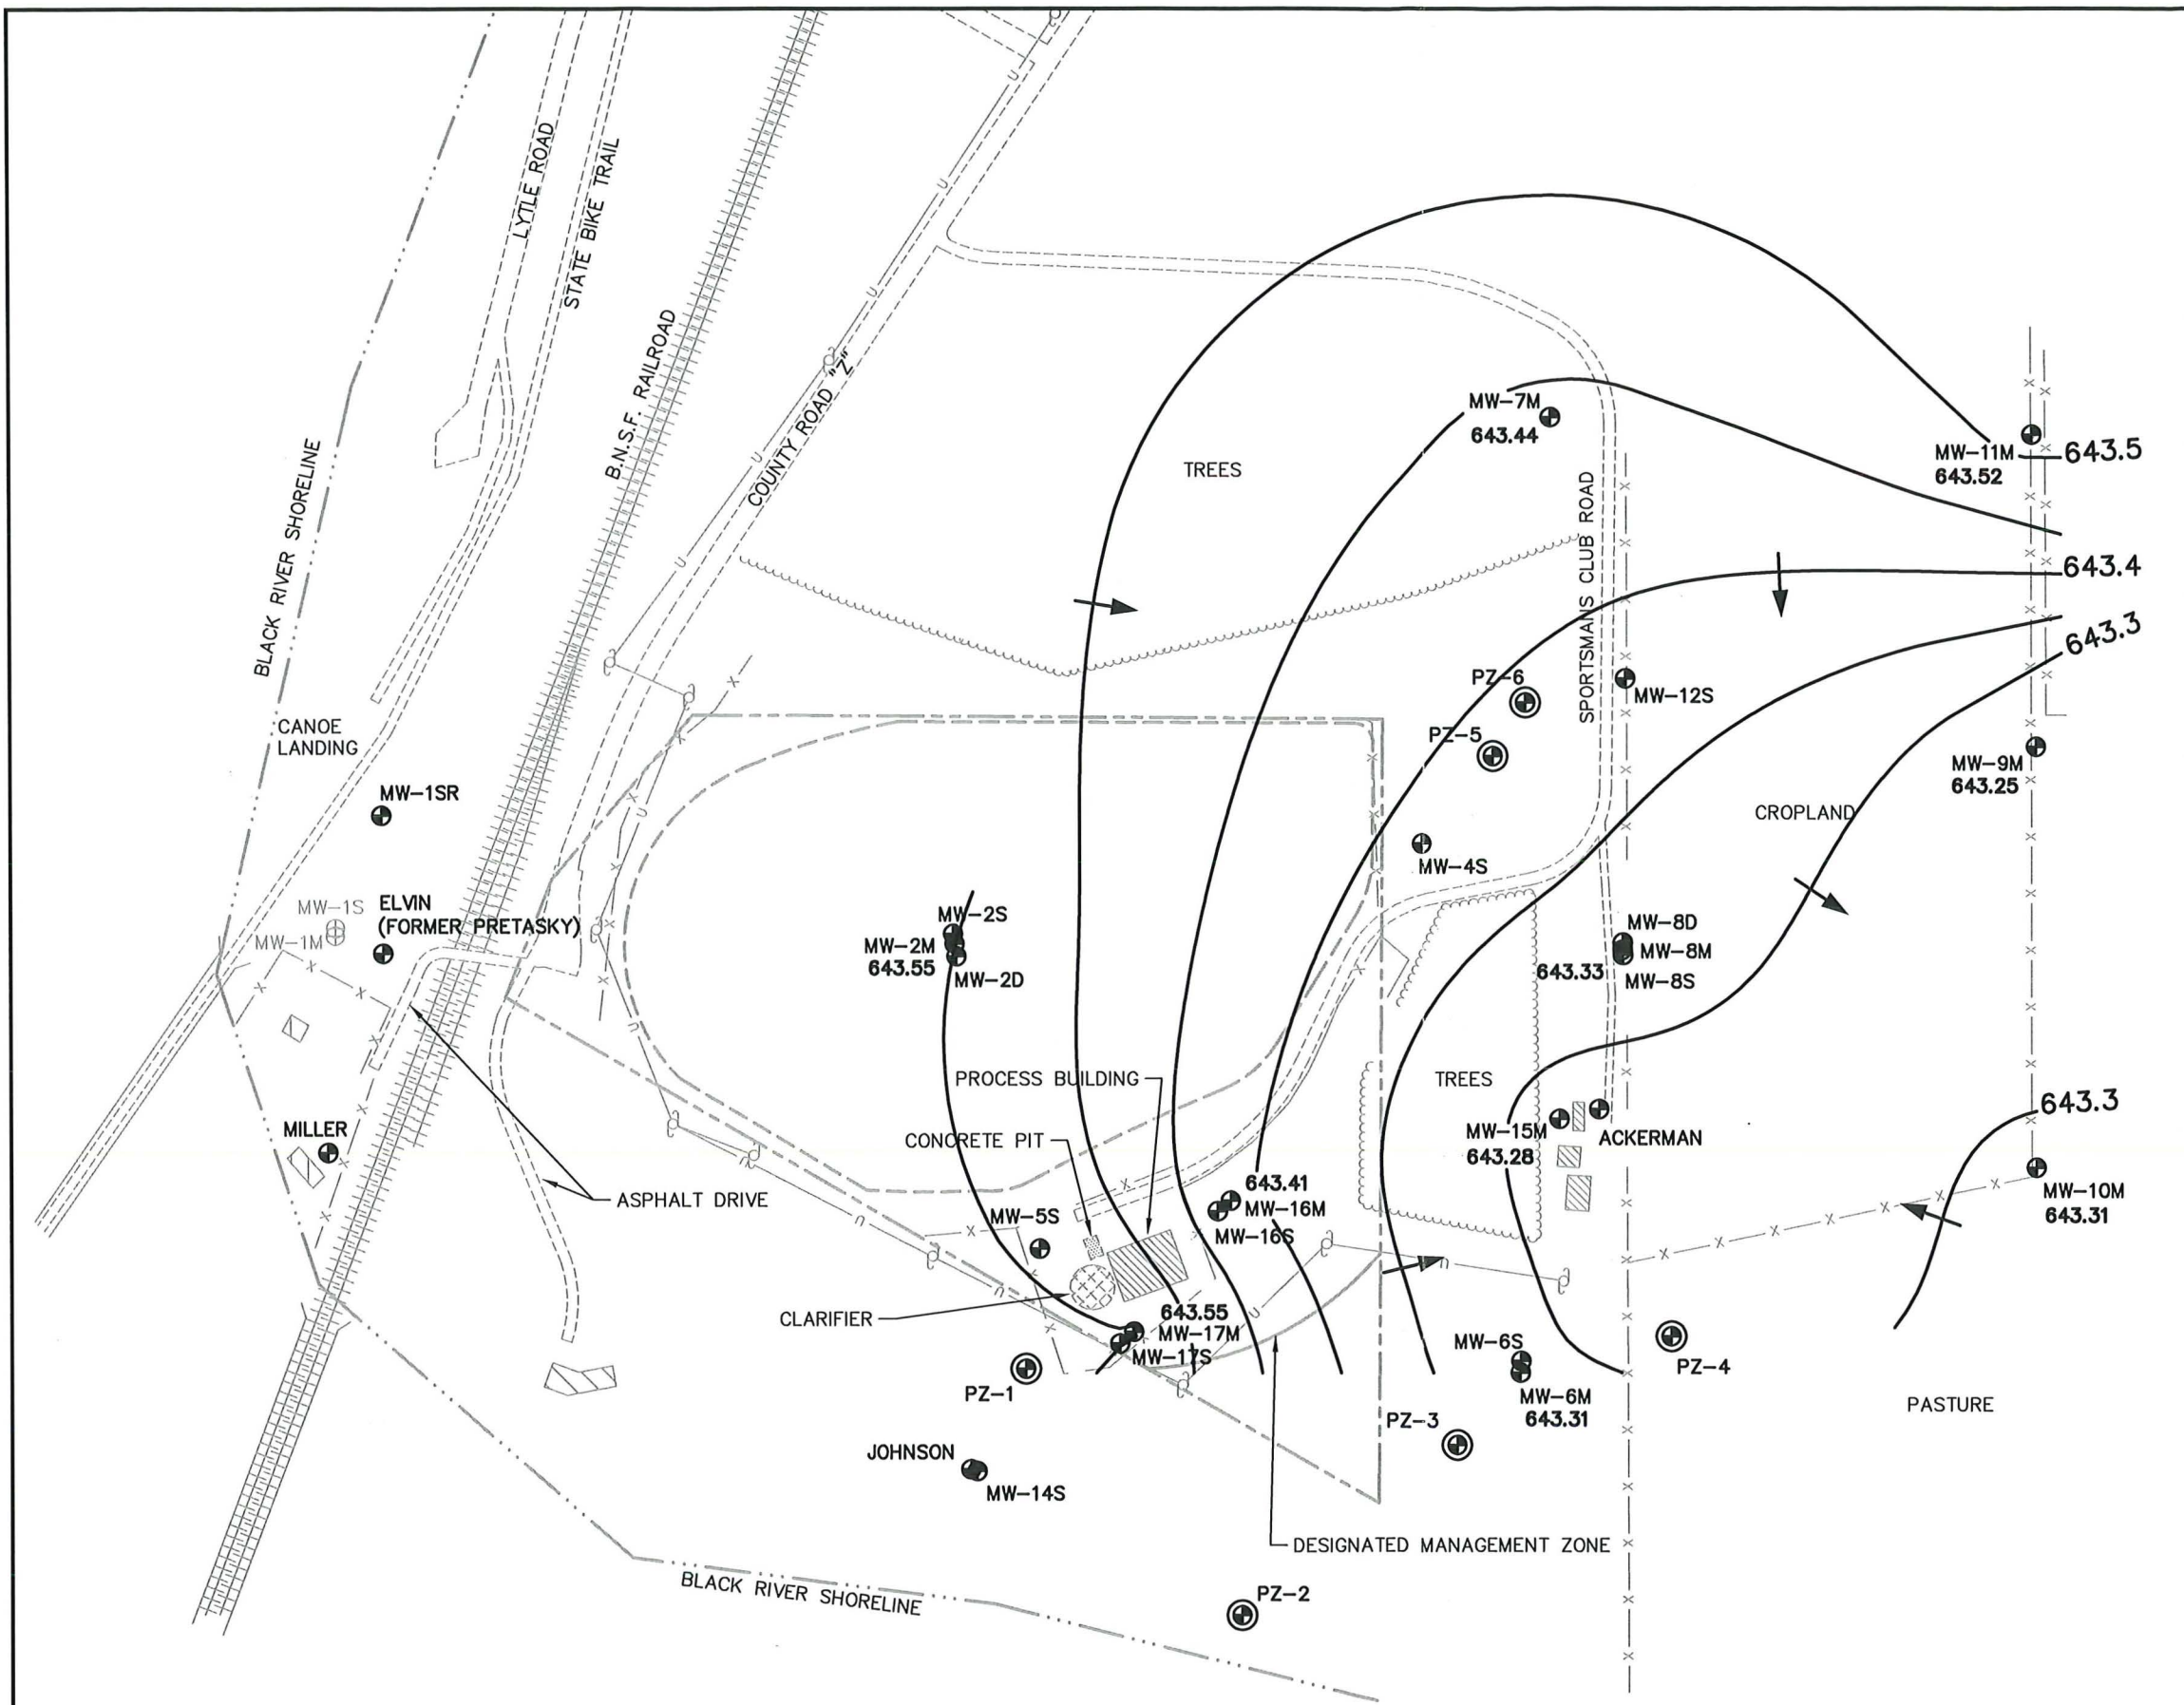 LYTLE ROAD
STATE BIKE TRAIL
B.N.S.F. RAILROAD
COUNTY ROAD "Z"
BLACK RIVER SHORELINE
TREES
MW-7M
643.44
SPORTSMAIS CLUB ROAD
MW-11M
643.52
643.5
643.4
643.3
PZ-6
MW-12S
PZ-5
MW-9M
643.25
CANOE
LANDING
MW-1SR
CROPLAND
MW-4S
MW-1S
MW-1M
ELVIN
(FORMER PRETASKY)
MW-2S
MW-2M
643.55
MW-2D
MW-8D
MW-8M
643.33
MW-8S
PROCESS BUILDING
TREES
CONCRETE PIT
MILLER
MW-15M
643.28
ACKERMAN
643.3
MW-10M
643.31
ASPHALT DRIVE
643.41
MW-16M
MW-16S
MW-5S
CLARIFIER
643.55
MW-17M
MW-17S
PZ-1
MW-6S
MW-6M
643.31
PZ-4
PZ-3
PASTURE
JOHNSON
MW-14S
DESIGNATED MANAGEMENT ZONE
BLACK RIVER SHORELINE
PZ-2